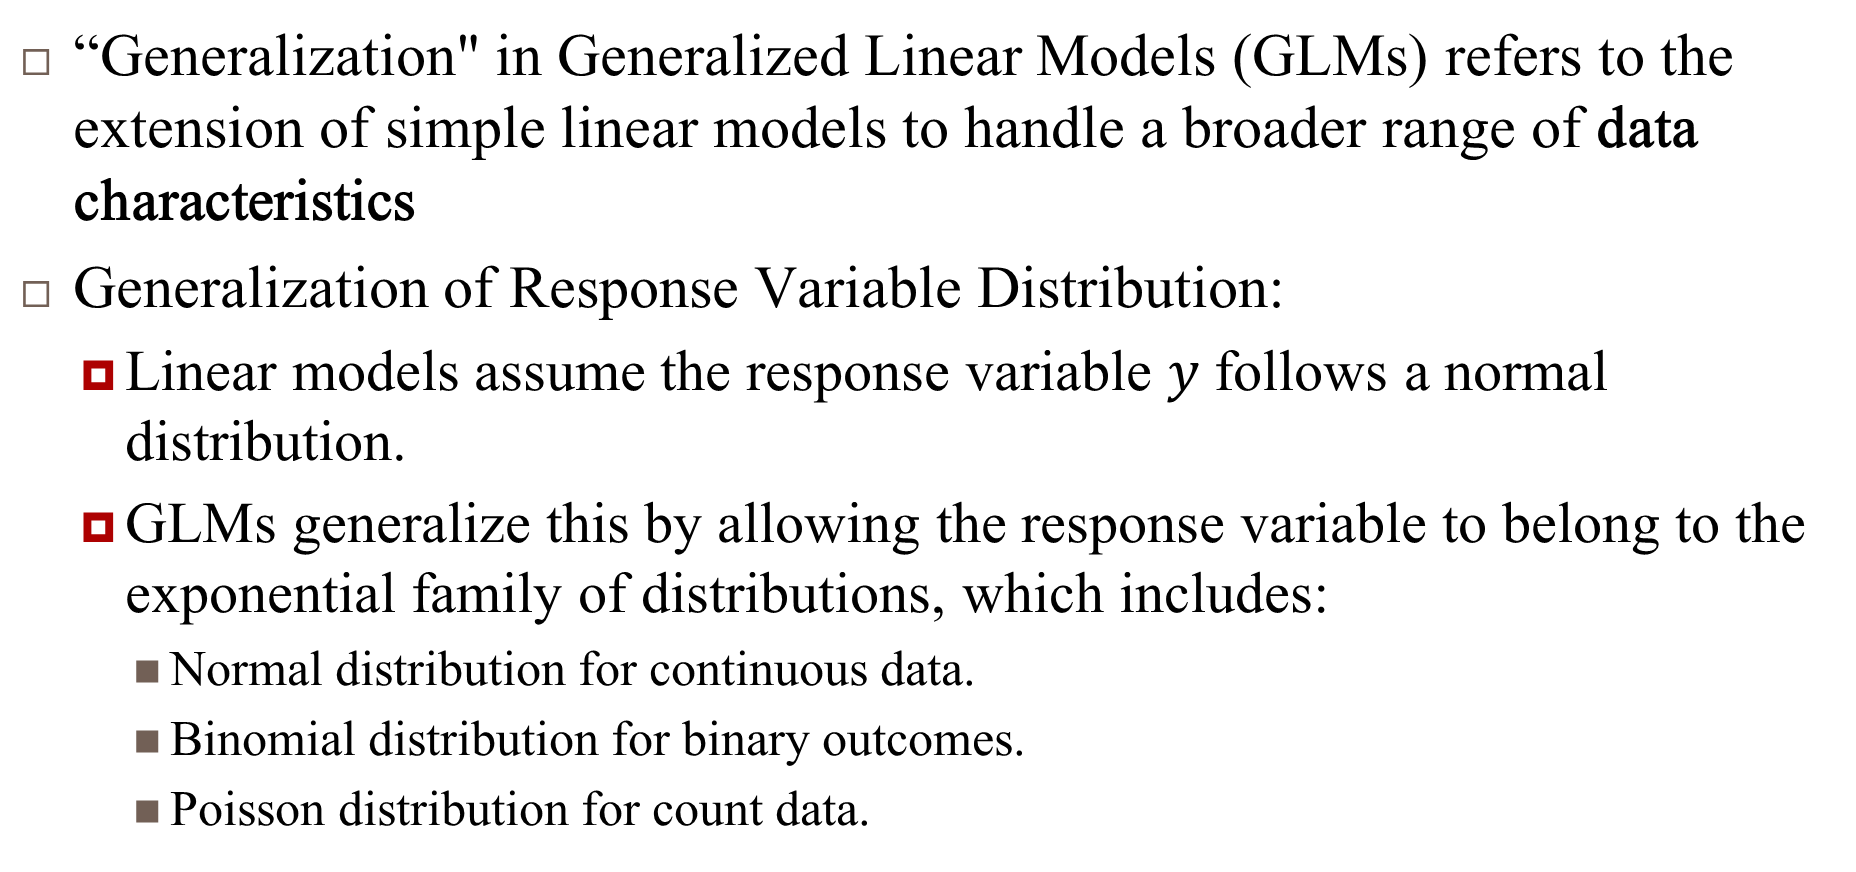 “Generalization" in Generalized Linear Models (GLMs) refers to the
extension of simple linear models to handle a broader range of data
characteristics
Generalization of Response Variable Distribution:
Linear models assume the response variable y follows a normal
distribution.
GLMs generalize this by allowing the response variable to belong to the
exponential family of distributions, which includes:
Normal distribution for continuous data.
Binomial distribution for binary outcomes.
Poisson distribution for count data.